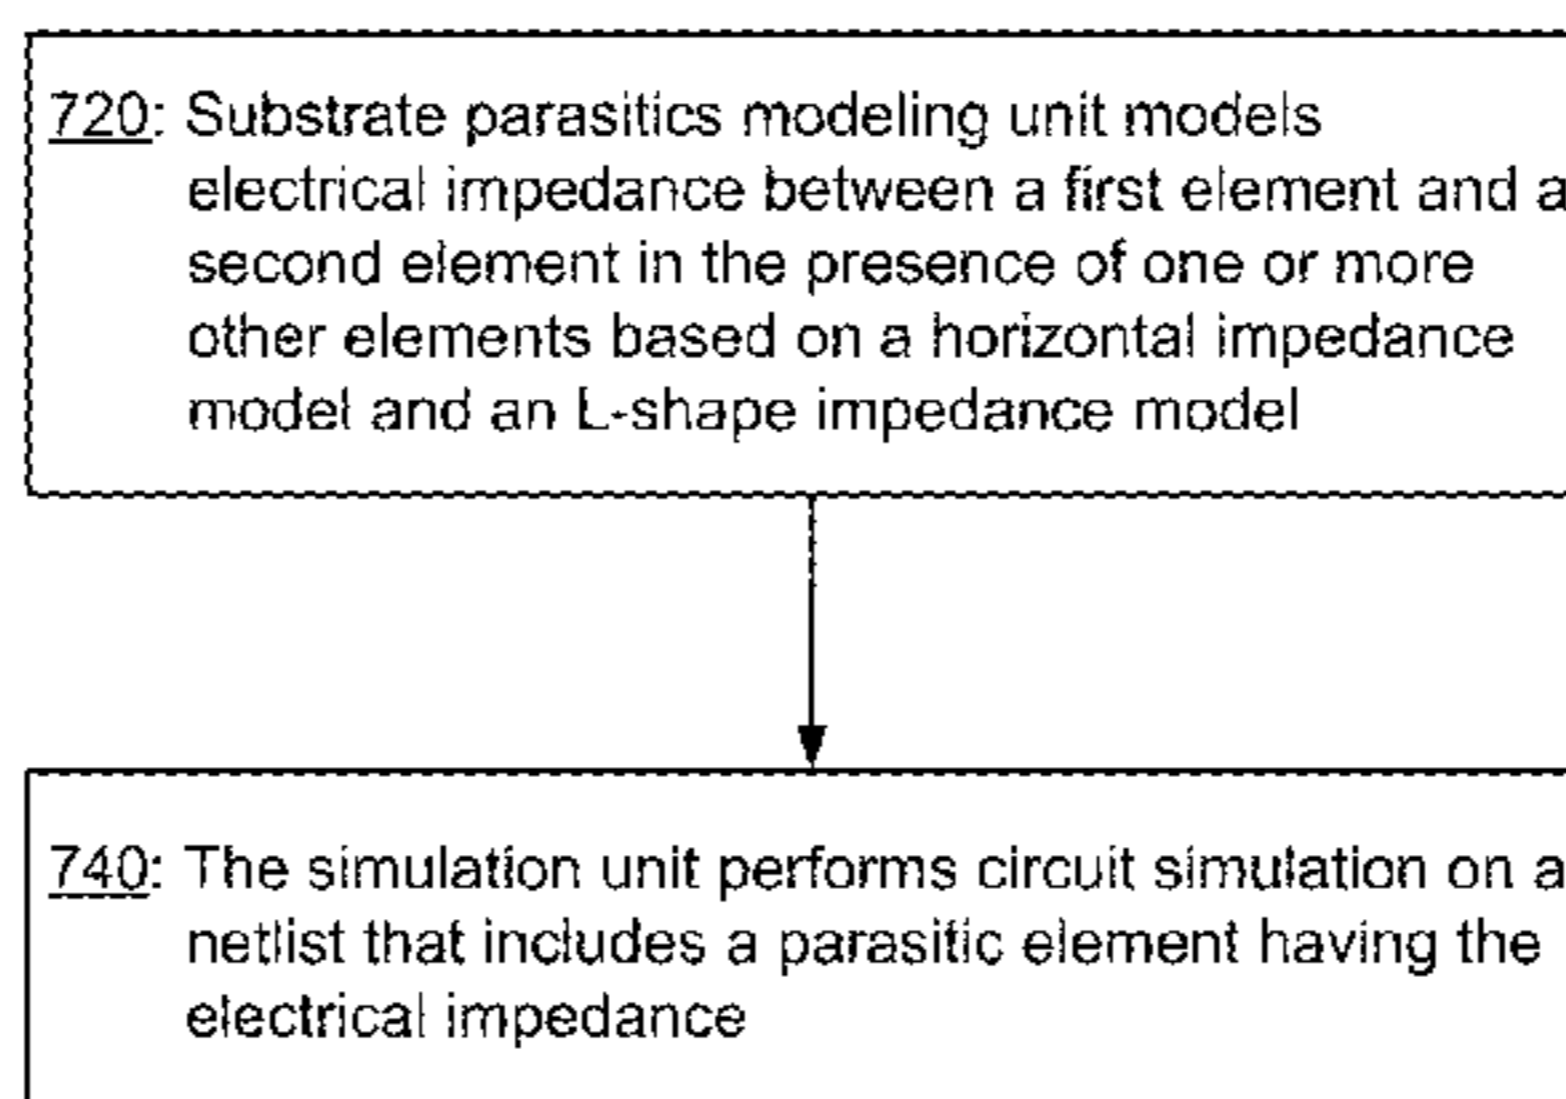 720: Substrate parasitics modeling unit models
electrical impedance between a first element and a
second element in the presence of one or more
other elements based on a horizontal impedance
model and an L-shape impedance model
740: The simulation unit performs circuit simulation on a
netlist that includes a parasitic element having the
electrical impedance